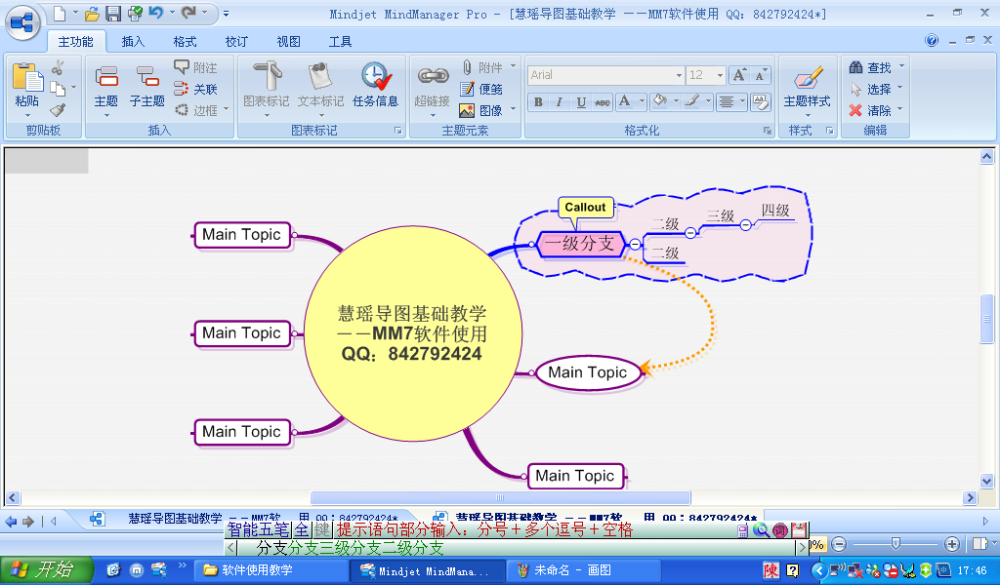 Mindjet MindManager Pro - [慧瑶导图基础教学 －－MM7软件使用 QQ：842792424*]
主功能 插入 格式 校订 视图 工具
粘贴 主题 子主题 附注 关联 边框 图表标记 文本标记 任务信息 超链接 附件 便笺 图像 Arial 12 B I U ABC A 主题样式 查找 选择 清除
剪贴板 插入 图表标记 主题元素 格式化 样式 编辑
Callout
一级分支
二级
三级
四级
二级
Main Topic
Main Topic
Main Topic
慧瑶导图基础教学
－－MM7软件使用
QQ：842792424
Main Topic
Main Topic
慧瑶导图基础教学 －－MM7软 用 QQ：842792424*
慧瑶导图基础教学 －－MM7软 用 QQ：842792424*
智能五笔 全 键 提示语句部分输入：分号＋多个逗号＋空格
分支分支三级分支二级分支
0%
开始 软件使用教学 Mindjet MindMana... 未命名 - 画图 陳 17:46